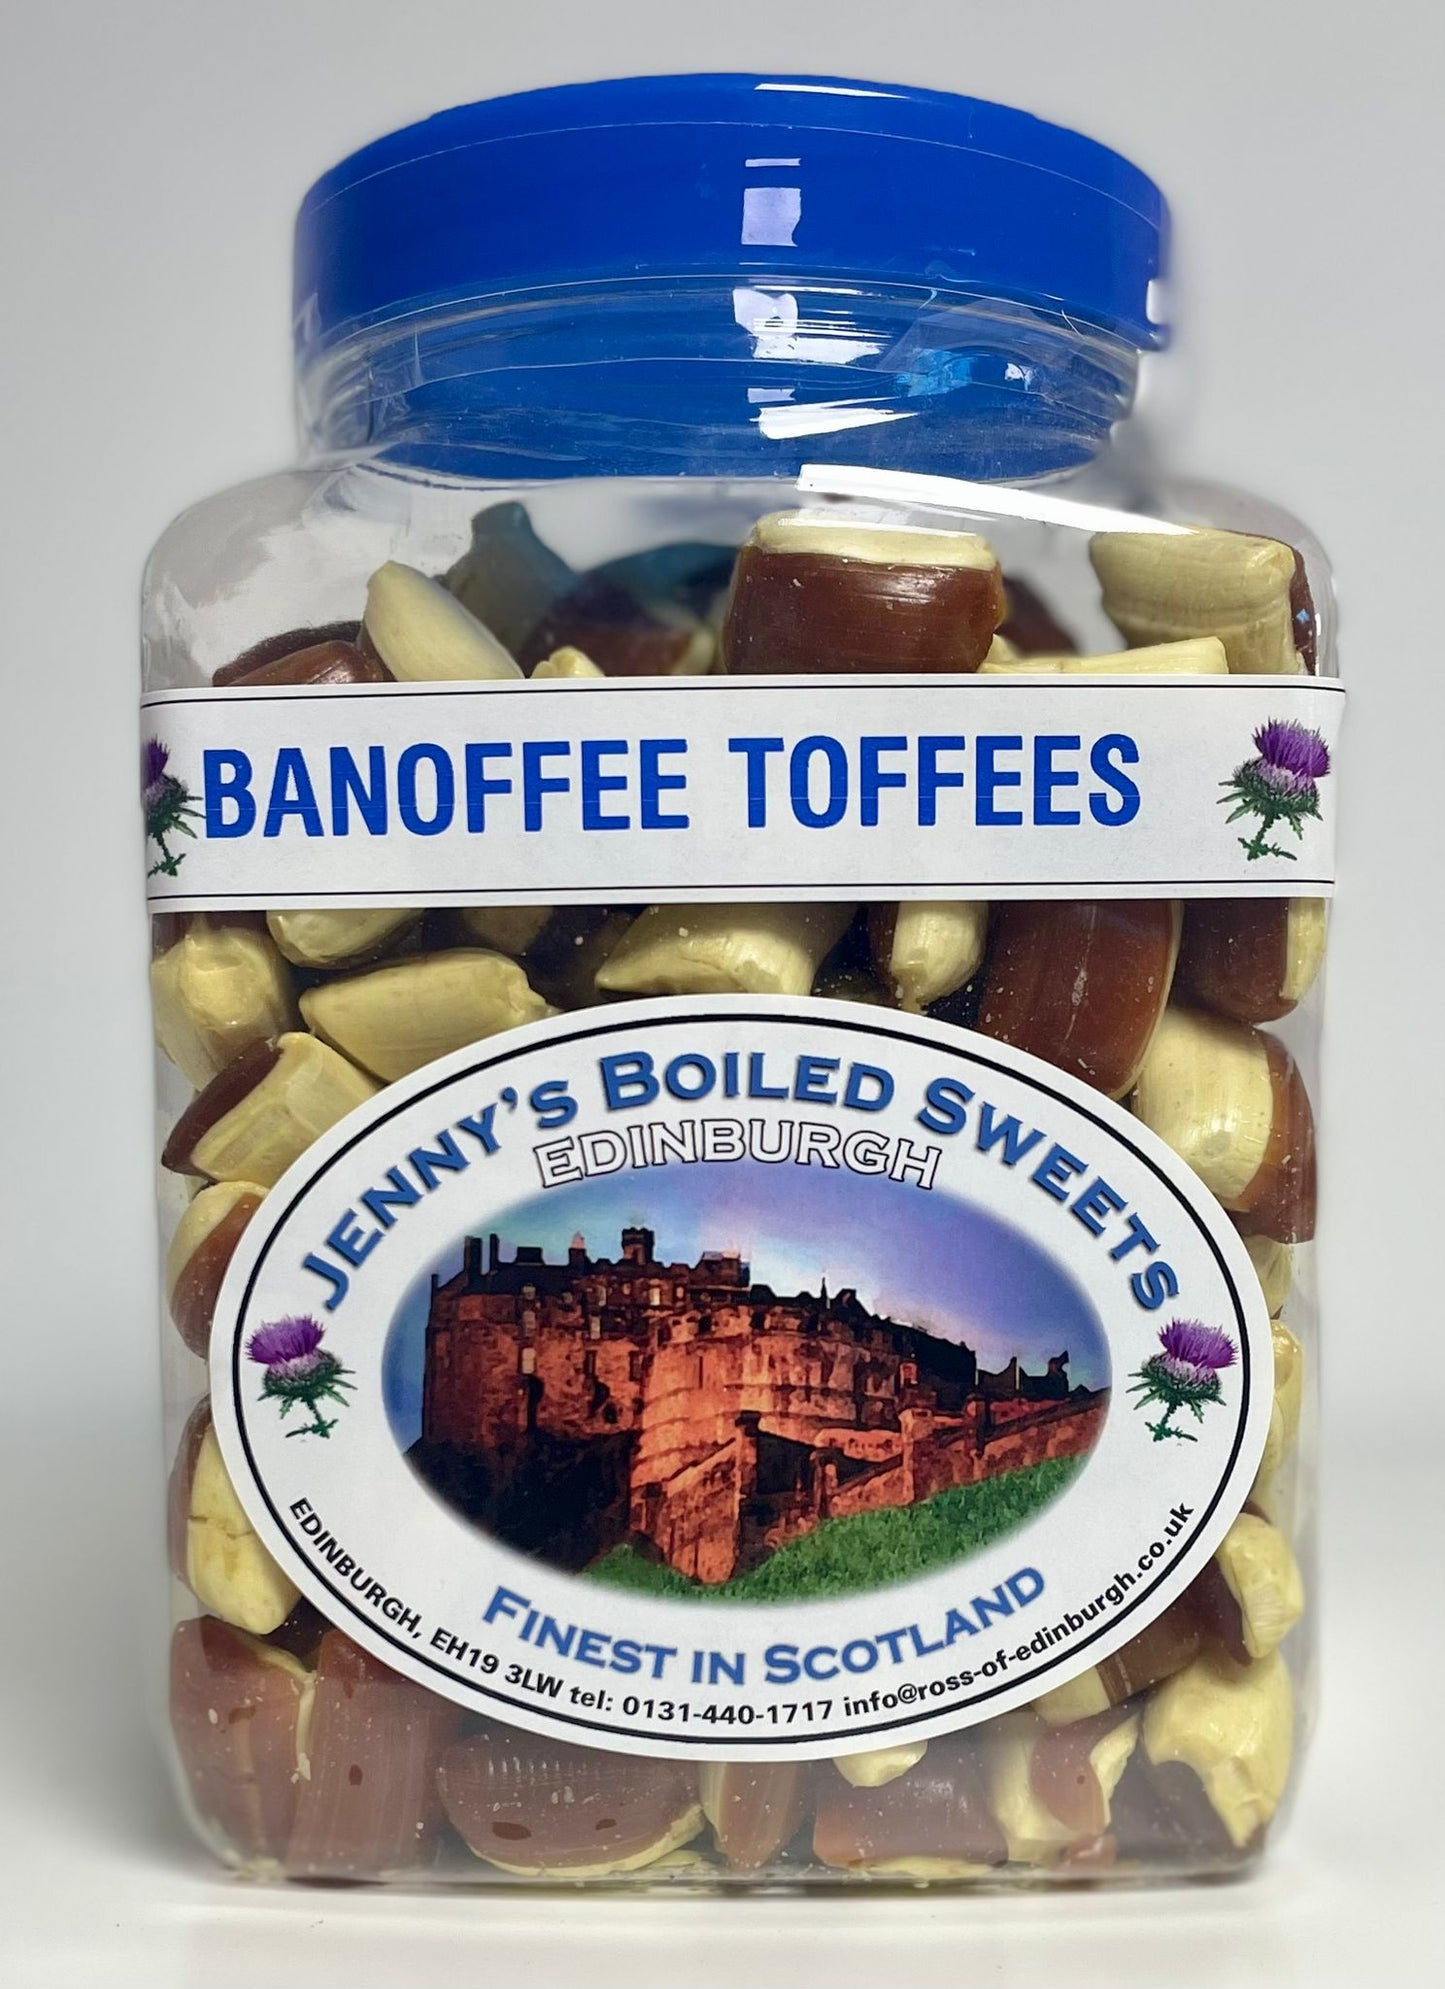 BANOFFEE TOFFEES
JENNY'S BOILED SWEETS
EDINBURGH
FINEST IN SCOTLAND
EDINBURGH, EH19 3LW tel: 0131-440-1717 info@ross-of-edinburgh.co.uk